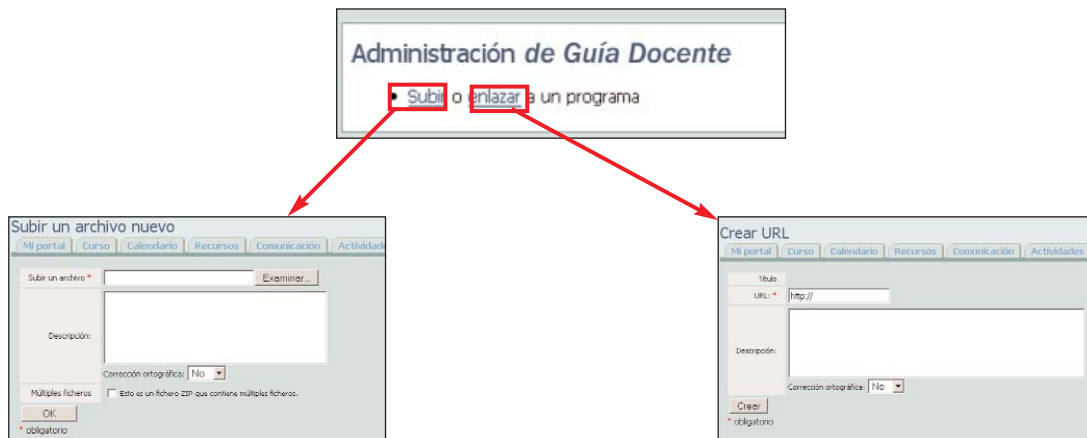 Administración de Guía Docente
• Subir o enlazar a un programa
Subir un archivo nuevo
Mi portal Curso Calendario Recursos Comunicación Actividade
Subir un archivo * Examinar...
Descripción:
Corrección ortográfica: No
Múltiples ficheros Esto es un fichero ZIP que contiene múltiples ficheros.
OK
* obligatorio
Crear URL
Mi portal Curso Calendario Recursos Comunicación Actividades
Título
URL: * http://
Descripción:
Corrección ortográfica: No
Crear
* obligatorio